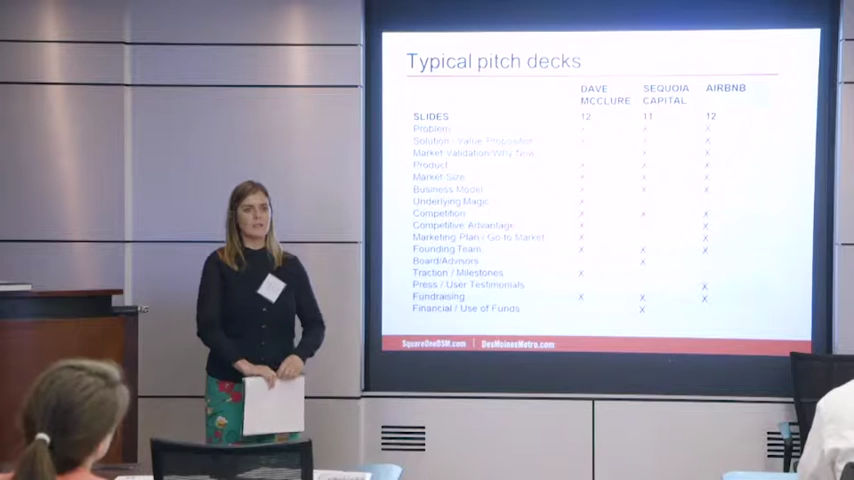 Typical pitch decks
DAVE MCCLURE SEQUOIA CAPITAL AIRBNB
SLIDES 12 11 12
Problem X X
Solution - Value Proposition X X
Market Validation/Why Now X X
Product X X X
Market Size X X X
Business Model X X X
Underlying Magic X
Competition X X X
Competitive Advantage X X
Marketing Plan - Go to Market X X
Founding Team X X X
Board/Advisors X
Traction / Milestones X
Press / User Testimonials X
Fundraising X X X
Financial / Use of Funds X
SquareOneDSM.com | DesMoinesMetro.com